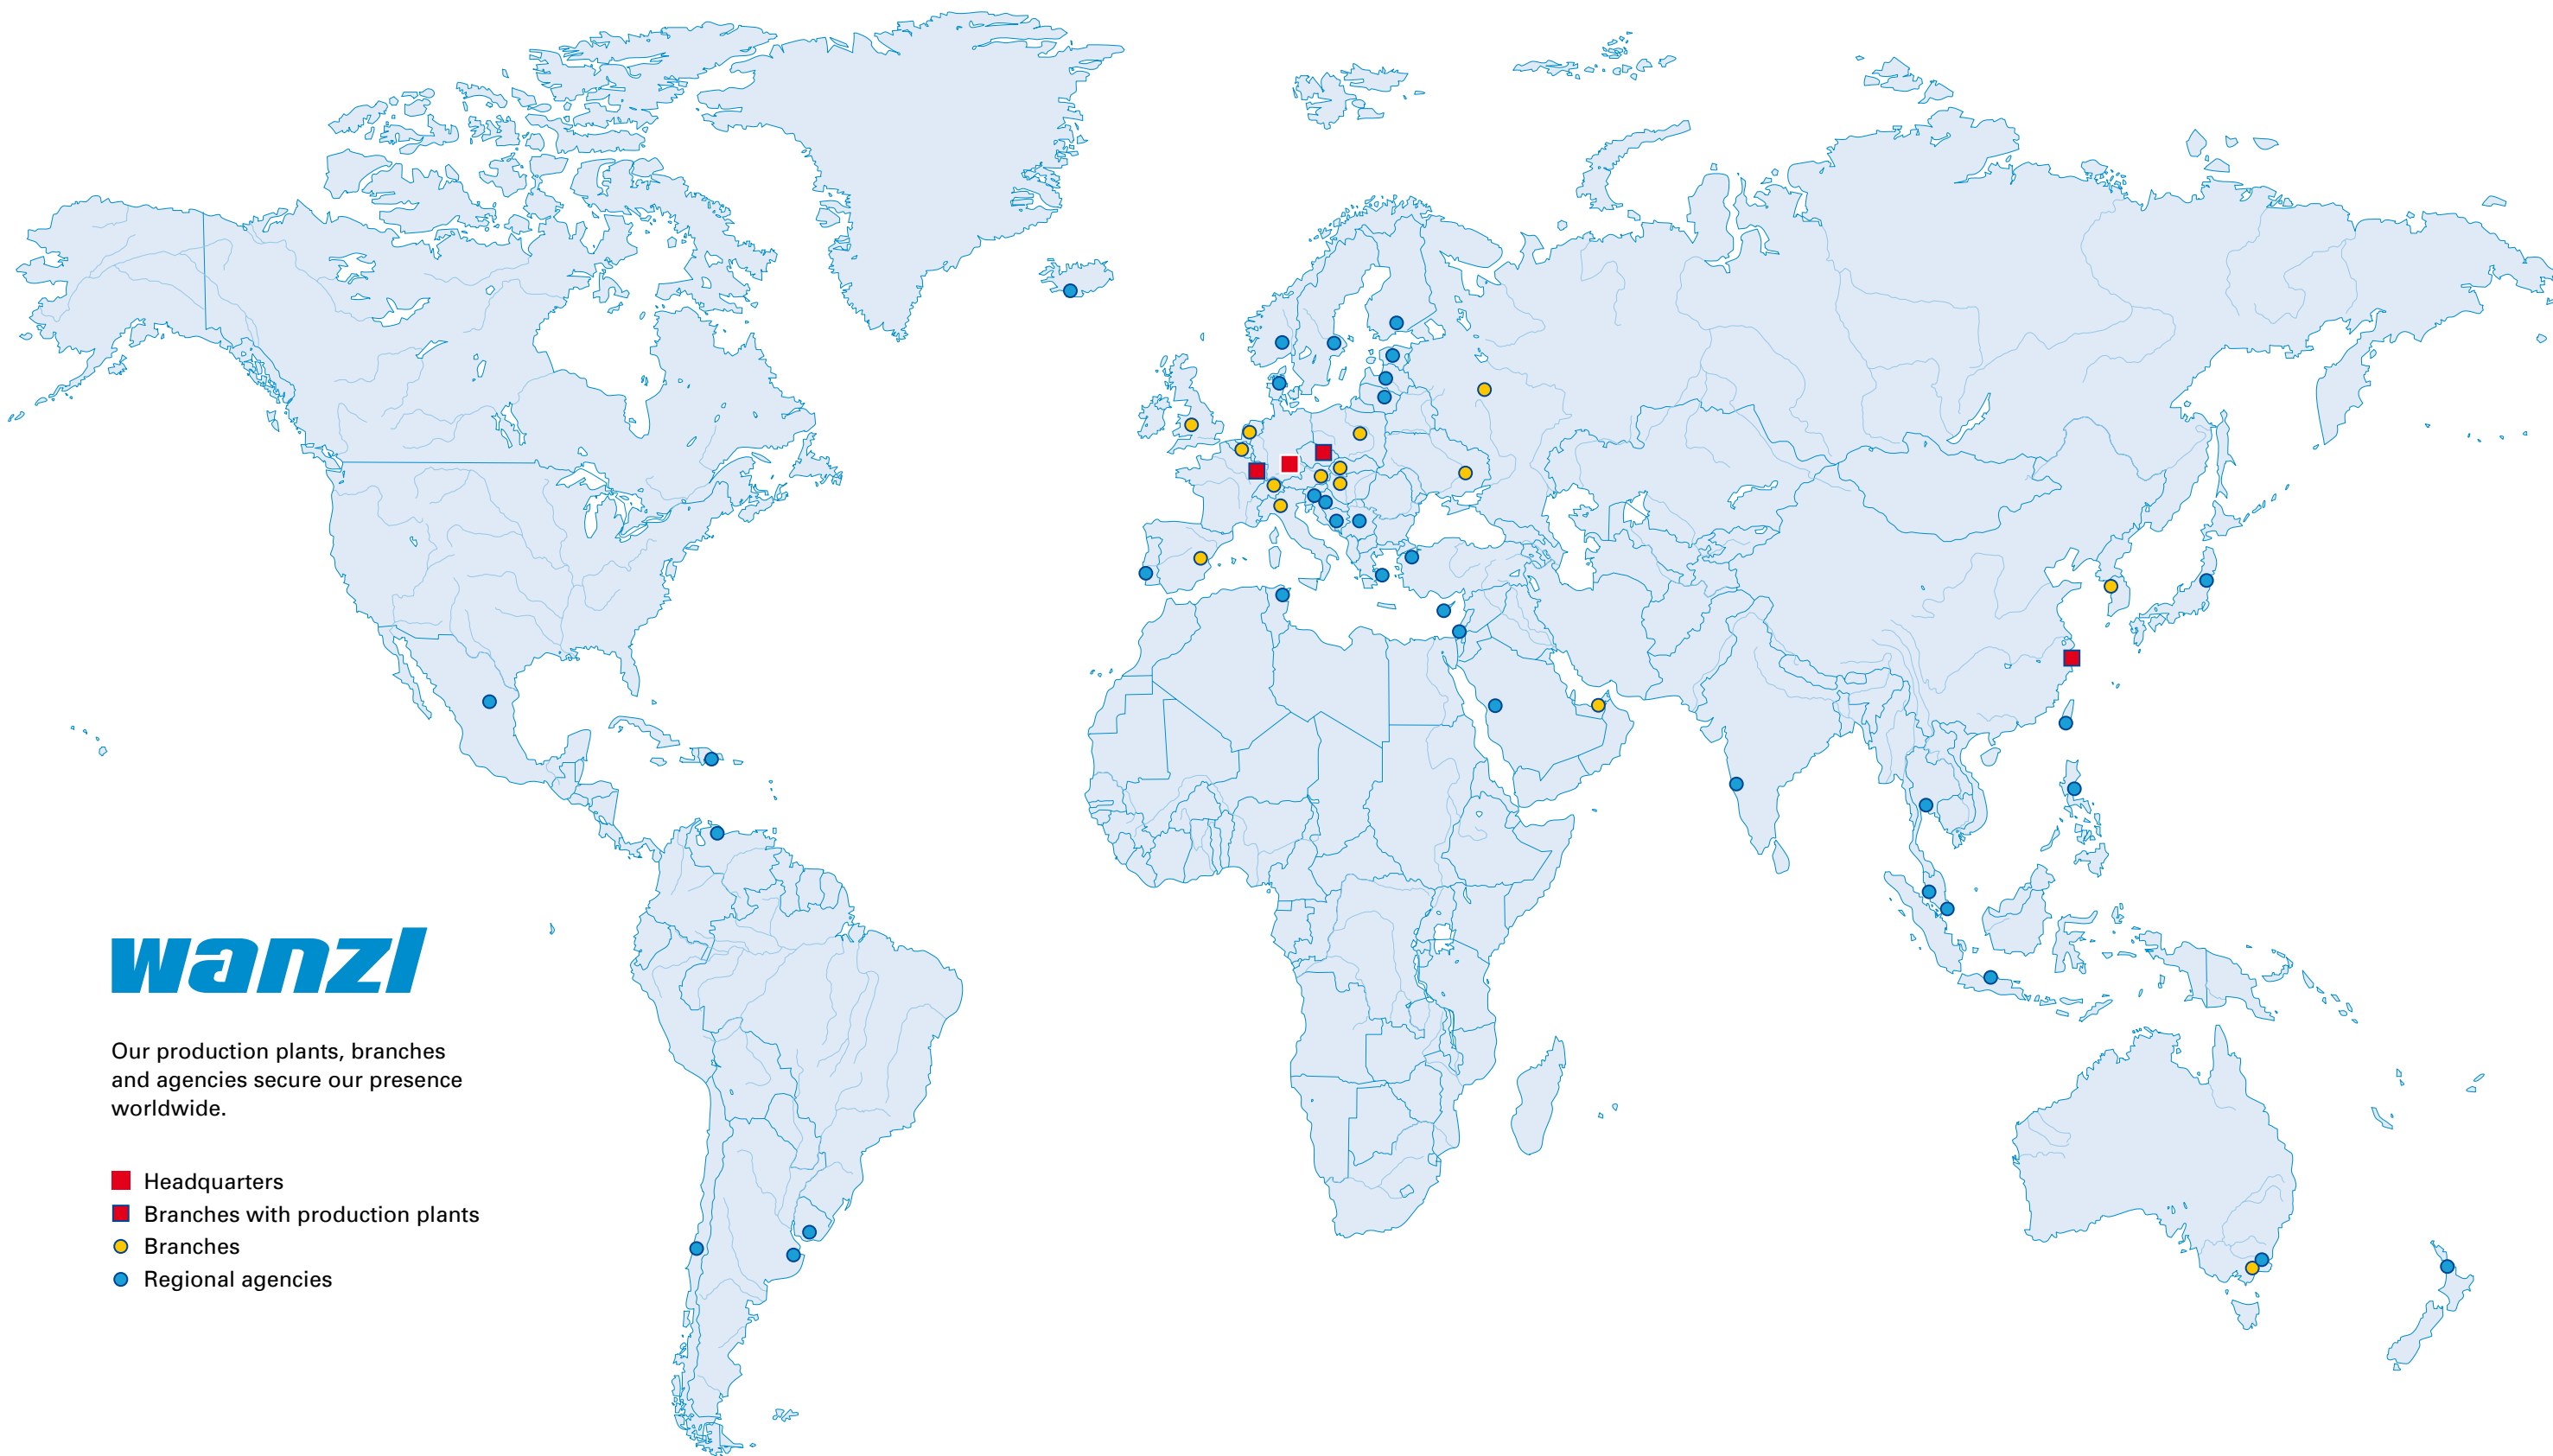 wanzl
Our production plants, branches
and agencies secure our presence
worldwide.
Headquarters
Branches with production plants
Branches
Regional agencies